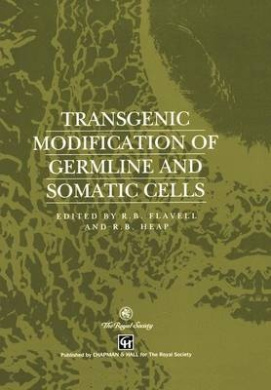 TRANSGENIC
MODIFICATION OF
GERMLINE AND
SOMATIC CELLS
EDITED BY R. B. FLAVELL
AND R. B. HEAP
The Royal Society
Published by CHAPMAN & HALL for The Royal Society